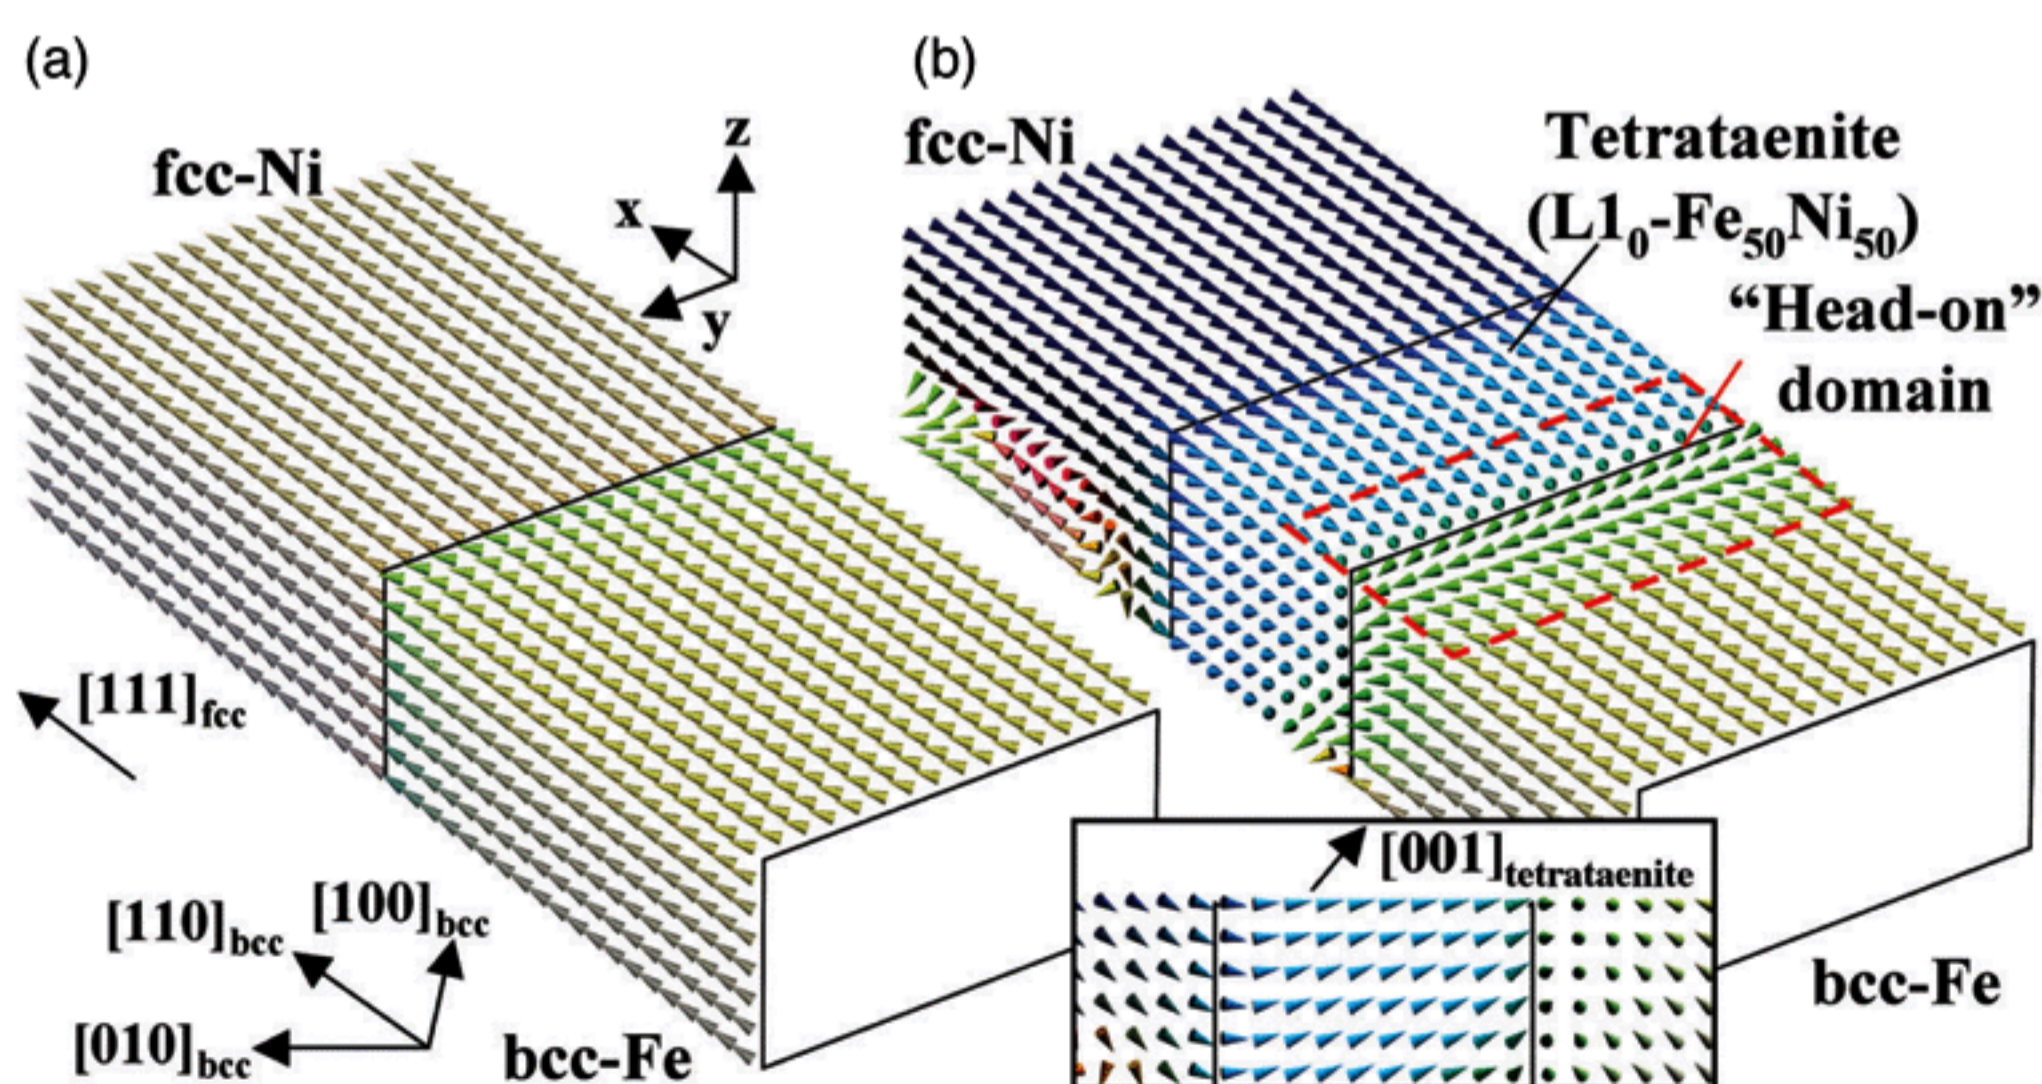 (a)
fcc-Ni
z
x
y
[111]fcc
[110]bcc
[100]bcc
[010]bcc
bcc-Fe
(b)
fcc-Ni
Tetrataenite
(L1₀-Fe₅₀Ni₅₀)
“Head-on”
domain
[001]tetrataenite
bcc-Fe